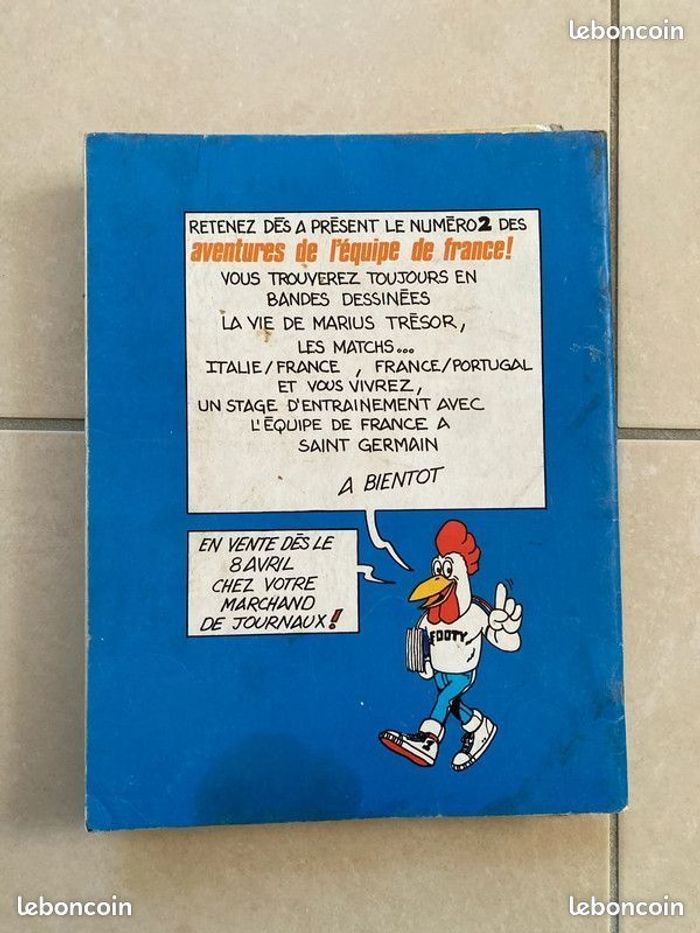 leboncoin
RETENEZ DÈS A PRÉSENT LE NUMÉRO 2 DES
aventures de l'équipe de france!
VOUS TROUVEREZ TOUJOURS EN
BANDES DESSINÉES
LA VIE DE MARIUS TRÉSOR,
LES MATCHS...
ITALIE/FRANCE , FRANCE/PORTUGAL
ET VOUS VIVREZ,
UN STAGE D'ENTRAINEMENT AVEC
L'ÉQUIPE DE FRANCE A
SAINT GERMAIN
A BIENTOT
EN VENTE DÈS LE
8 AVRIL
CHEZ VOTRE
MARCHAND
DE JOURNAUX!
FOOTY
leboncoin
leboncoin